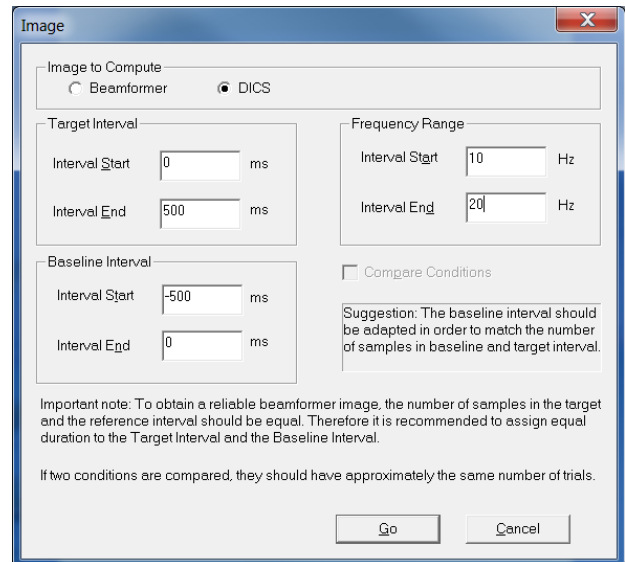 Image
Image to Compute
Beamformer DICS
Target Interval
Interval Start 0 ms
Interval End 500 ms
Frequency Range
Interval Start 10 Hz
Interval End 20 Hz
Baseline Interval
Interval Start -500 ms
Interval End 0 ms
Compare Conditions
Suggestion: The baseline interval should
be adapted in order to match the number
of samples in baseline and target interval.
Important note: To obtain a reliable beamformer image, the number of samples in the target
and the reference interval should be equal. Therefore it is recommended to assign equal
duration to the Target Interval and the Baseline Interval.
If two conditions are compared, they should have approximately the same number of trials.
Go Cancel